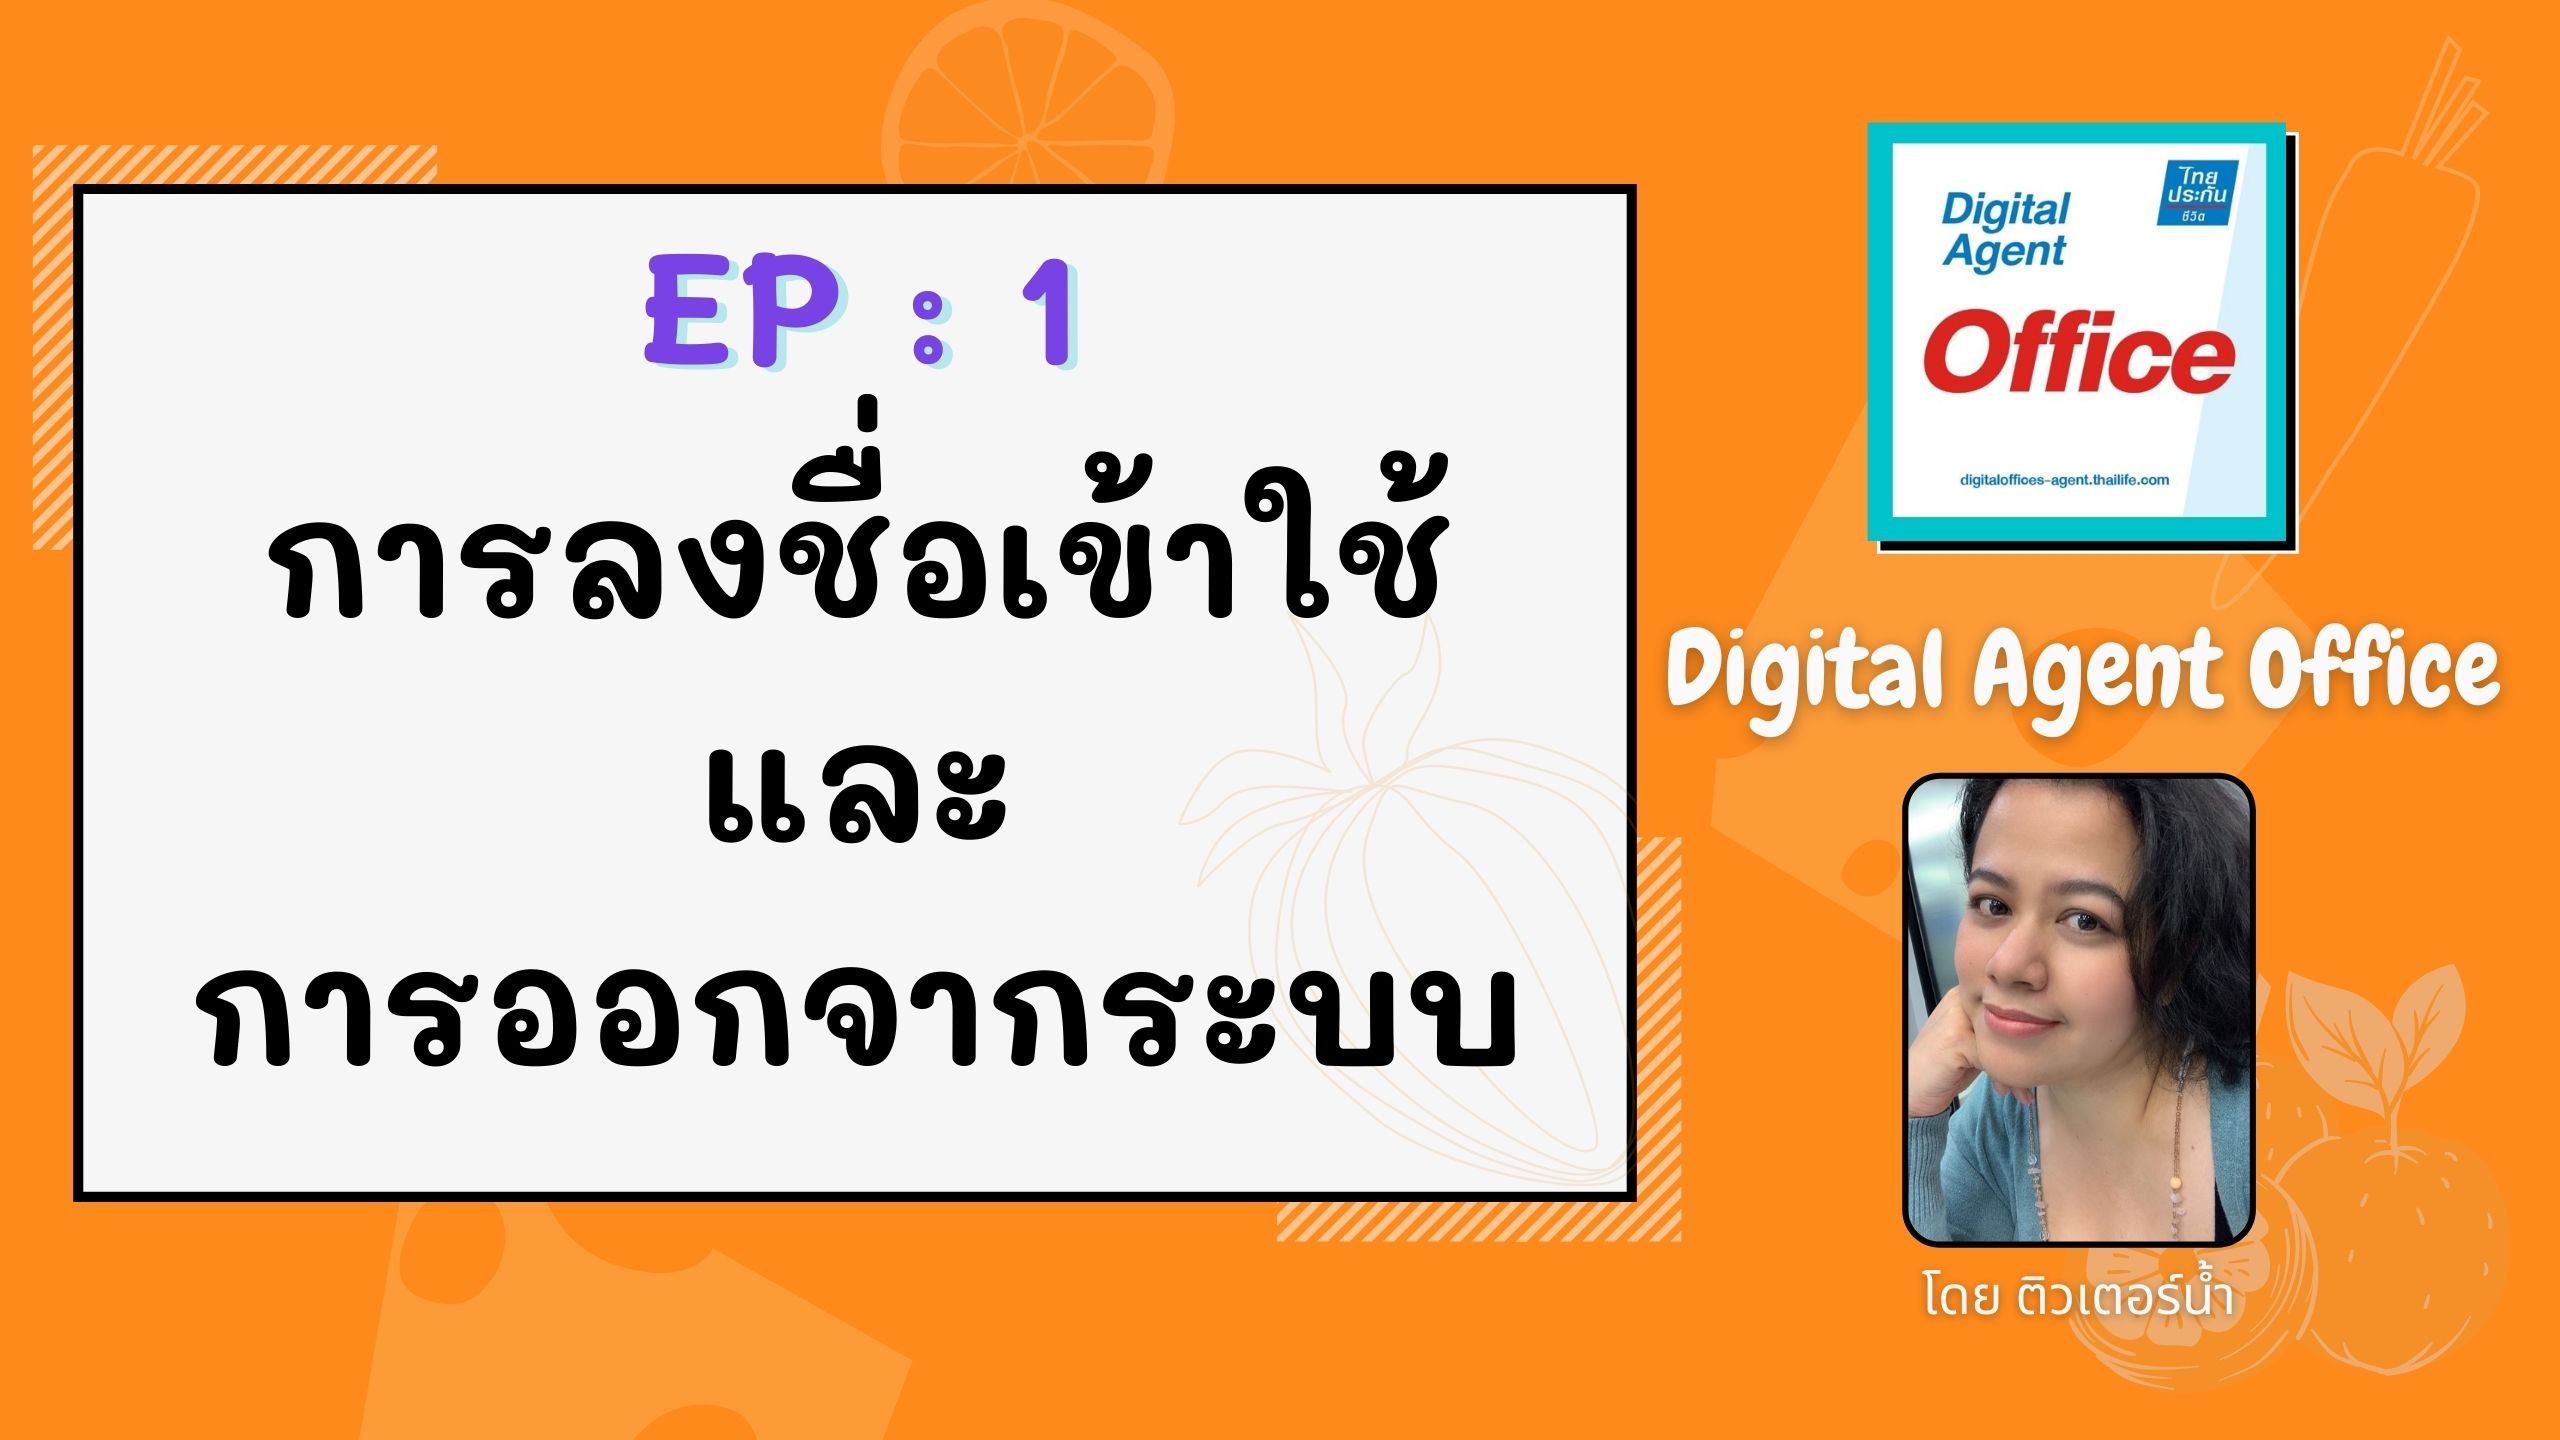 EP : 1
การลงชื่อเข้าใช้
และ
การออกจากระบบ
Digital
Agent
Office
ไทย
ประกัน
ชีวิต
digitaloffices-agent.thailife.com
Digital Agent Office
โดย ติวเตอร์น้ำ